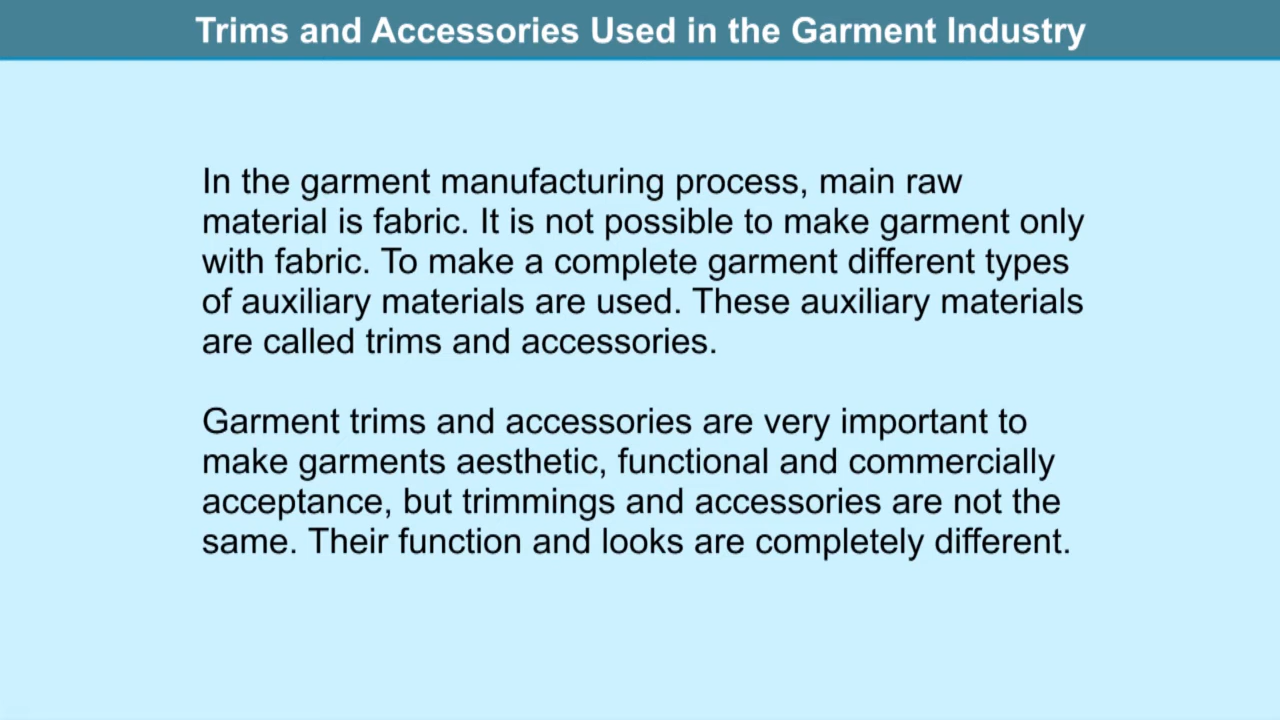 Trims and Accessories Used in the Garment Industry
In the garment manufacturing process, main raw
material is fabric. It is not possible to make garment only
with fabric. To make a complete garment different types
of auxiliary materials are used. These auxiliary materials
are called trims and accessories.
Garment trims and accessories are very important to
make garments aesthetic, functional and commercially
acceptance, but trimmings and accessories are not the
same. Their function and looks are completely different.